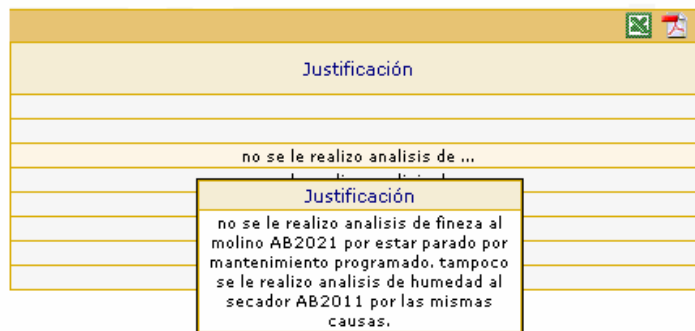 Justificación
no se le realizo analisis de ...
Justificación
no se le realizo analisis de fineza al
molino AB2021 por estar parado por
mantenimiento programado. tampoco
se le realizo analisis de humedad al
secador AB2011 por las mismas
causas.